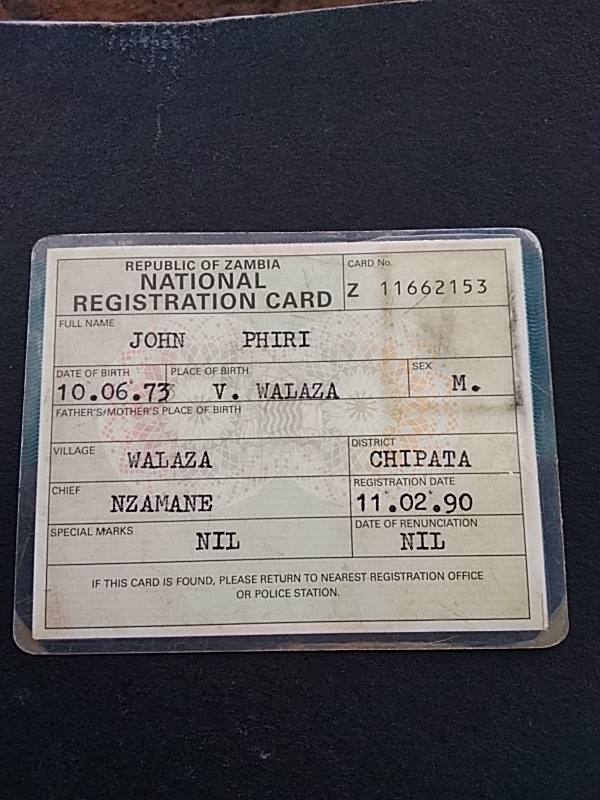 REPUBLIC OF ZAMBIA
NATIONAL
REGISTRATION CARD
CARD No.
Z 11662153
FULL NAME
JOHN PHIRI
DATE OF BIRTH
10.06.73
PLACE OF BIRTH
V. WALAZA
SEX
M.
FATHER'S/MOTHER'S PLACE OF BIRTH
VILLAGE
WALAZA
DISTRICT
CHIPATA
CHIEF
NZAMANE
REGISTRATION DATE
11.02.90
SPECIAL MARKS
NIL
DATE OF RENUNCIATION
NIL
IF THIS CARD IS FOUND, PLEASE RETURN TO NEAREST REGISTRATION OFFICE
OR POLICE STATION.